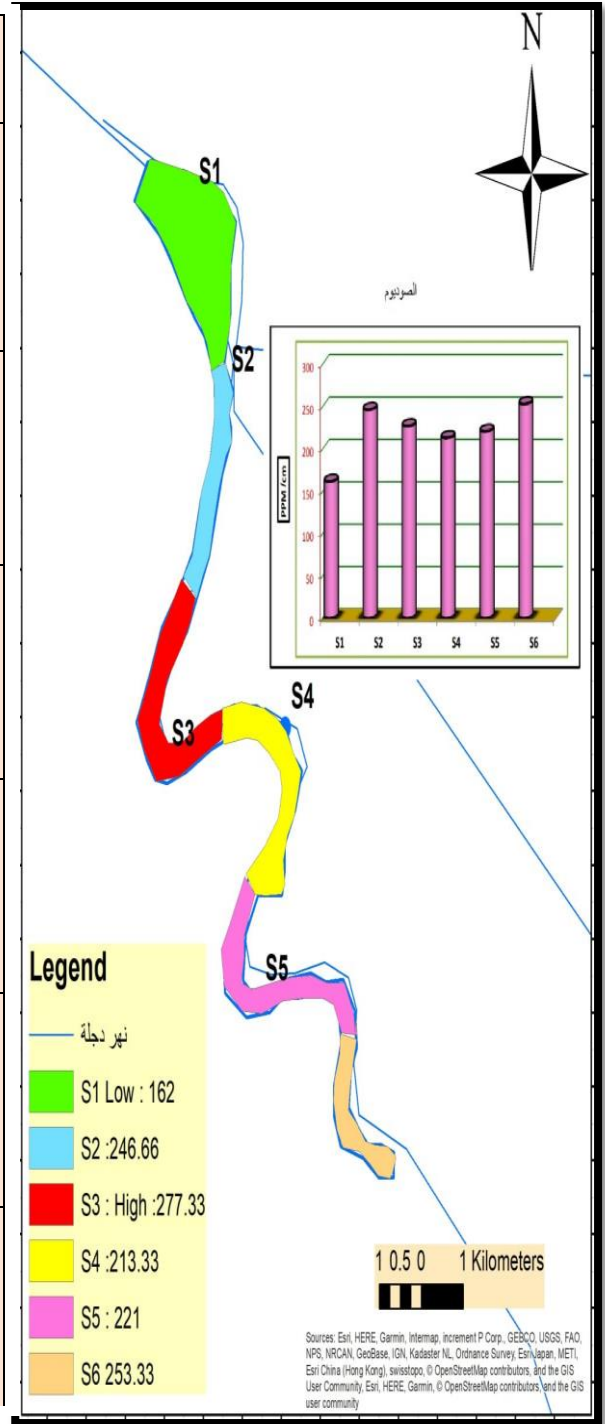 N
S1
الصوديوم
S2
PPM /cm
300
250
200
150
100
50
0
S1 S2 S3 S4 S5 S6
S4
S3
S5
Legend
نهر دجلة
S1 Low : 162
S2 :246.66
S3 : High :277.33
S4 :213.33
S5 : 221
S6 253.33
1 0.5 0 1 Kilometers
Sources: Esri, HERE, Garmin, Intermap, increment P Corp., GEBCO, USGS, FAO,
NPS, NRCAN, GeoBase, IGN, Kadaster NL, Ordnance Survey, Esri Japan, METI,
Esri China (Hong Kong), swisstopo, © OpenStreetMap contributors, and the GIS
User Community, Esri, HERE, Garmin, © OpenStreetMap contributors, and the GIS
user community